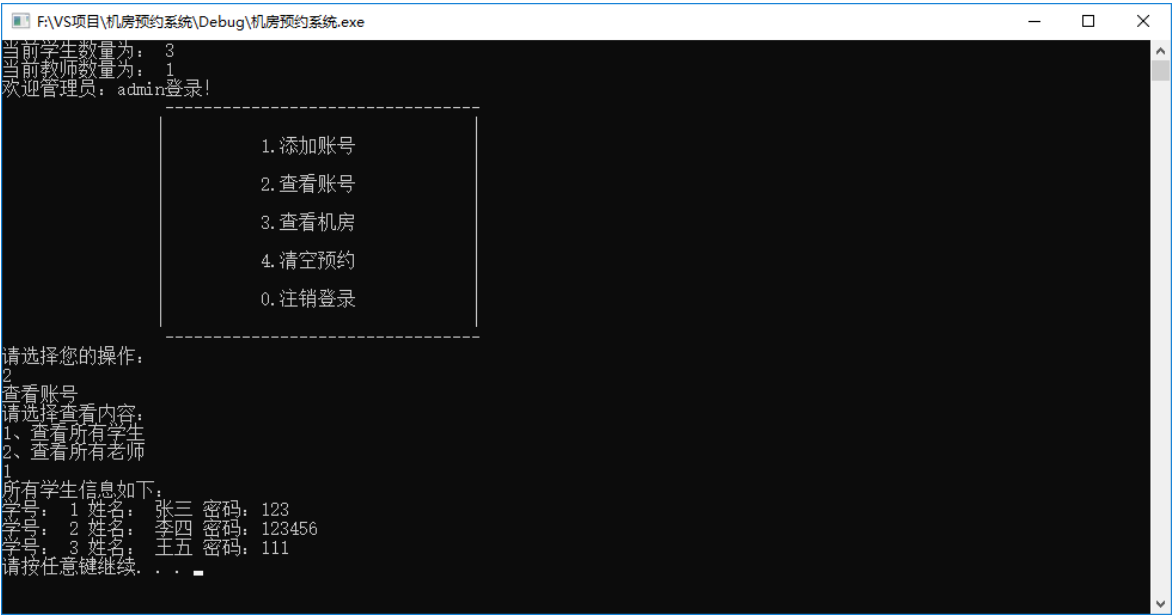 F:\VS项目\机房预约系统\Debug\机房预约系统.exe
当前学生数量为： 3
当前教师数量为： 1
欢迎管理员：admin登录！
---------------------------------
1.添加账号
2.查看账号
3.查看机房
4.清空预约
0.注销登录
---------------------------------
请选择您的操作：
2
查看账号
请选择查看内容：
1、查看所有学生
2、查看所有老师
1
所有学生信息如下：
学号： 1 姓名： 张三 密码：123
学号： 2 姓名： 李四 密码：123456
学号： 3 姓名： 王五 密码：111
请按任意键继续. . .